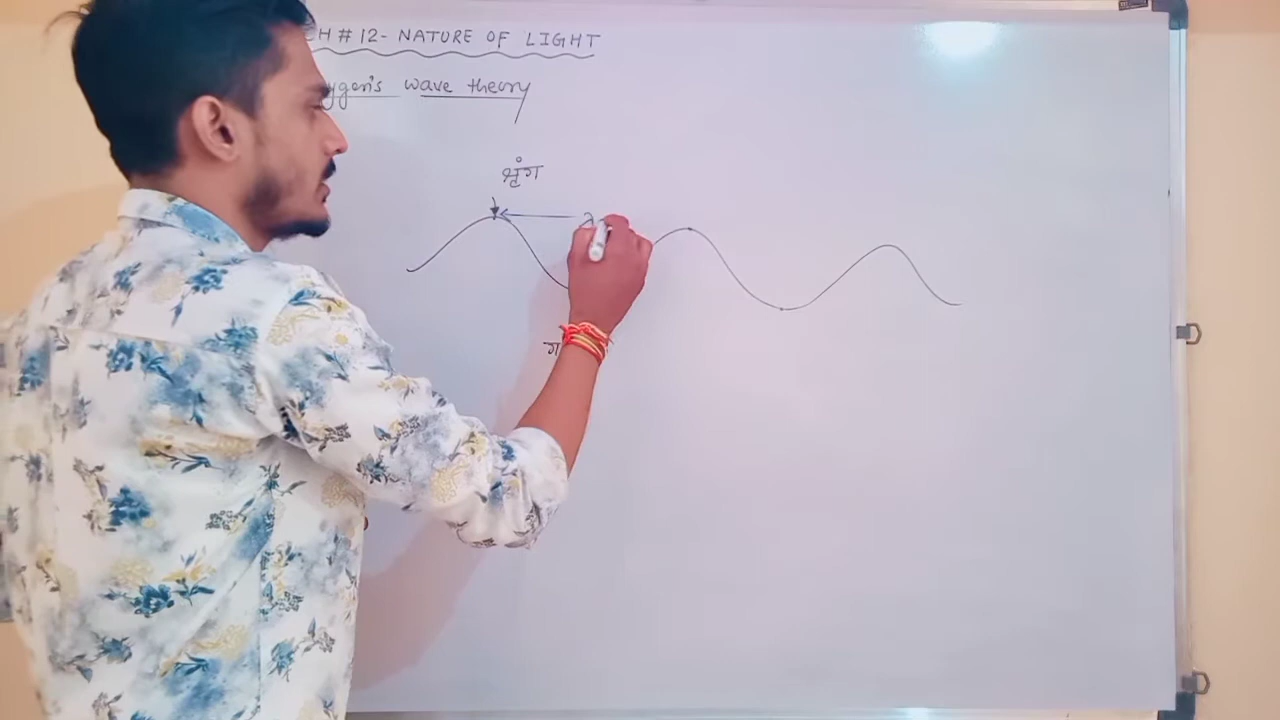 CH # 12- NATURE OF LIGHT
wave theory
श्रृंग